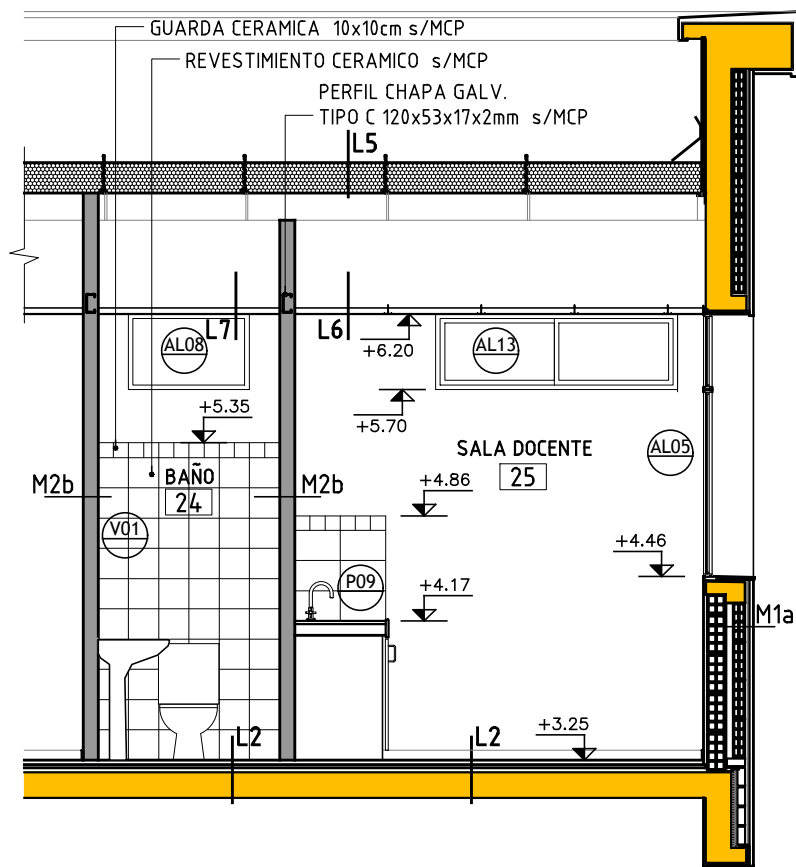 GUARDA CERAMICA 10x10cm s/MCP
REVESTIMIENTO CERAMICO s/MCP
PERFIL CHAPA GALV.
TIPO C 120x53x17x2mm s/MCP
L5
L7
L6
AL08
+6.20
AL13
+5.35
+5.70
SALA DOCENTE
25
AL05
M2b
BAÑO
24
M2b
+4.86
V01
+4.46
P09
+4.17
M1a
L2
L2
+3.25